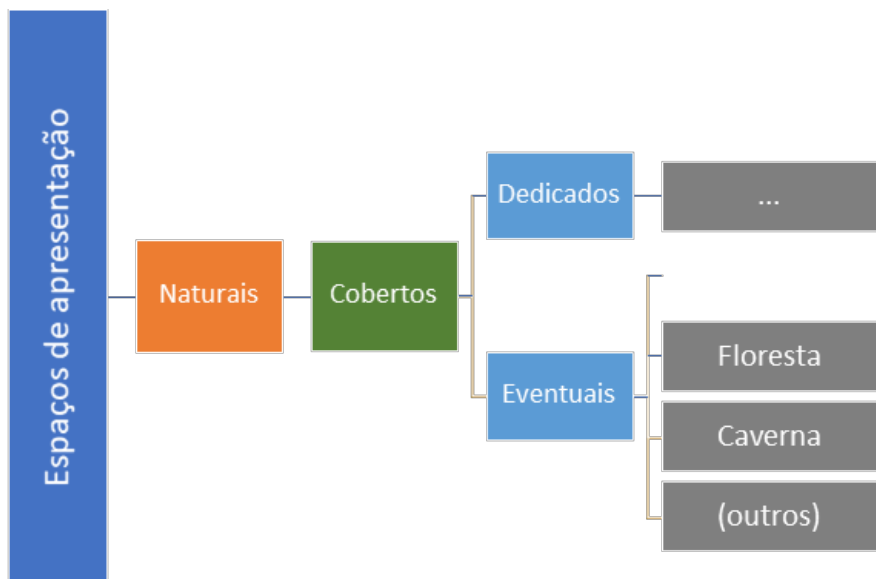 Espaços de apresentação
Naturais
Cobertos
Dedicados
...
Eventuais
Floresta
Caverna
(outros)